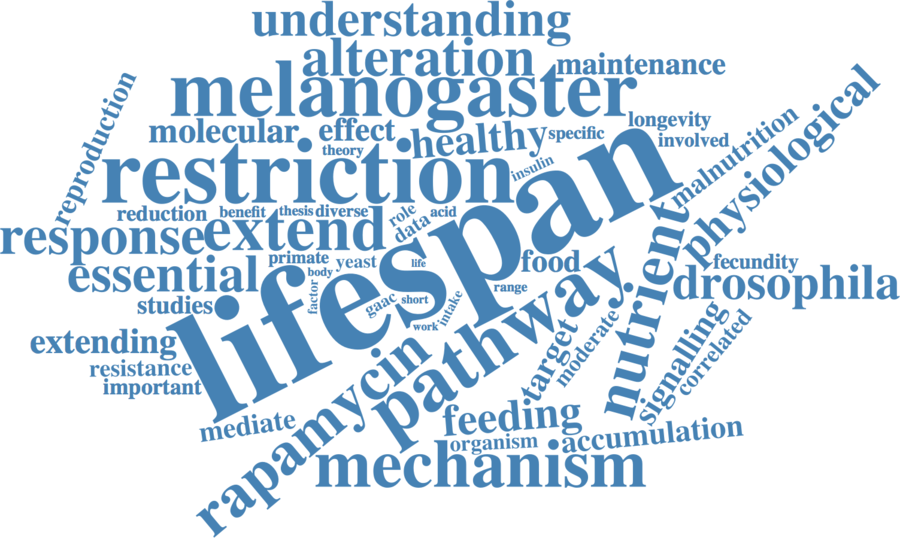 understanding
alteration
maintenance
melanogaster
physiological
reproduction
molecular
effect
healthy
specific
longevity
involved
theory
malnutrition
restriction
insulin
lifespan
reduction
benefit
thesis
diverse
role
acid
data
response
extend
nutrient
primate
yeast
life
food
fecundity
essential
body
drosophila
factor
gaac
short
intake
range
studies
work
pathway
signalling
correlated
extending
target
moderate
resistance
important
rapamycin
mediate
feeding
organism
accumulation
mechanism